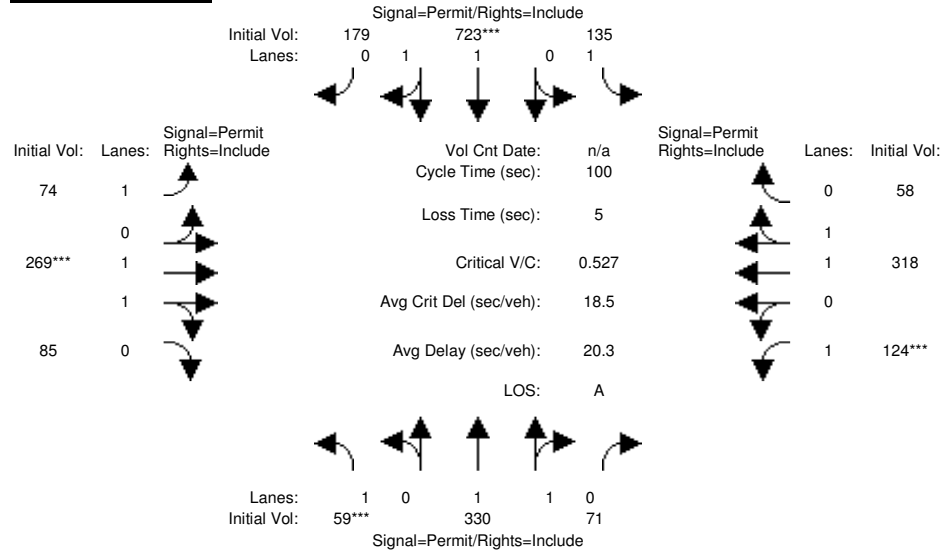 Signal=Permit/Rights=Include
Initial Vol: 179 723*** 135
Lanes: 0 1 1 0 1
Signal=Permit
Initial Vol: Lanes: Rights=Include
Vol Cnt Date: n/a
Signal=Permit
Rights=Include Lanes: Initial Vol:
Cycle Time (sec): 100
74 1
0 58
Loss Time (sec): 5
0
1
269*** 1
Critical V/C: 0.527
1 318
1
Avg Crit Del (sec/veh): 18.5
0
85 0
Avg Delay (sec/veh): 20.3
1 124***
LOS: A
Lanes: 1 0 1 1 0
Initial Vol: 59*** 330 71
Signal=Permit/Rights=Include